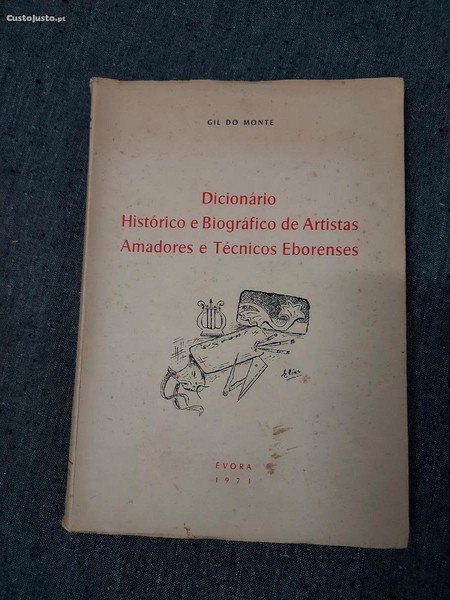 CustoJusto.pt
GIL DO MONTE
Dicionário
Histórico e Biográfico de Artistas
Amadores e Técnicos Eborenses
ÉVORA
1971